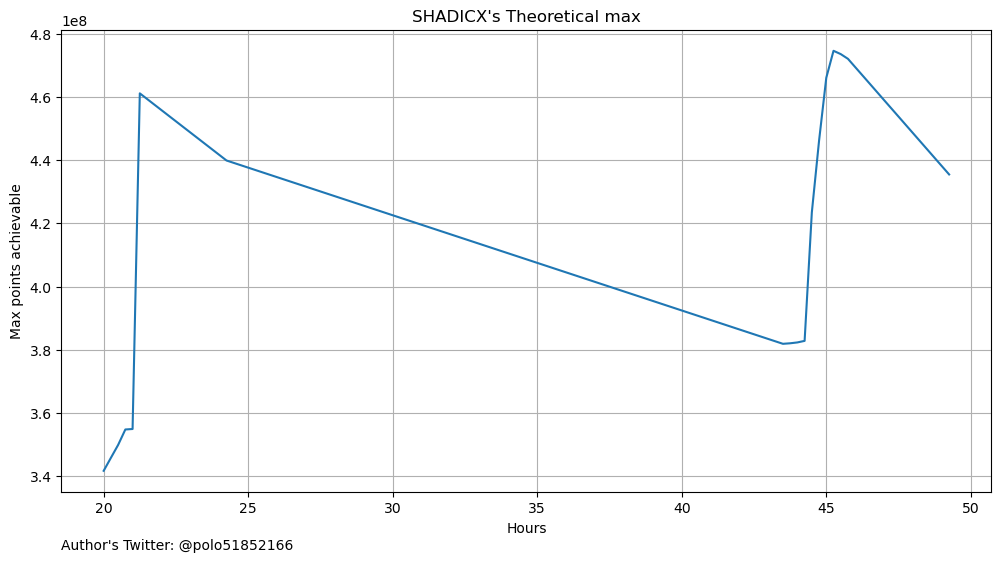 SHADICX's Theoretical max
1e8
4.8
4.6
4.4
4.2
4.0
3.8
3.6
3.4
Max points achievable
20 25 30 35 40 45 50
Hours
Author's Twitter: @polo51852166